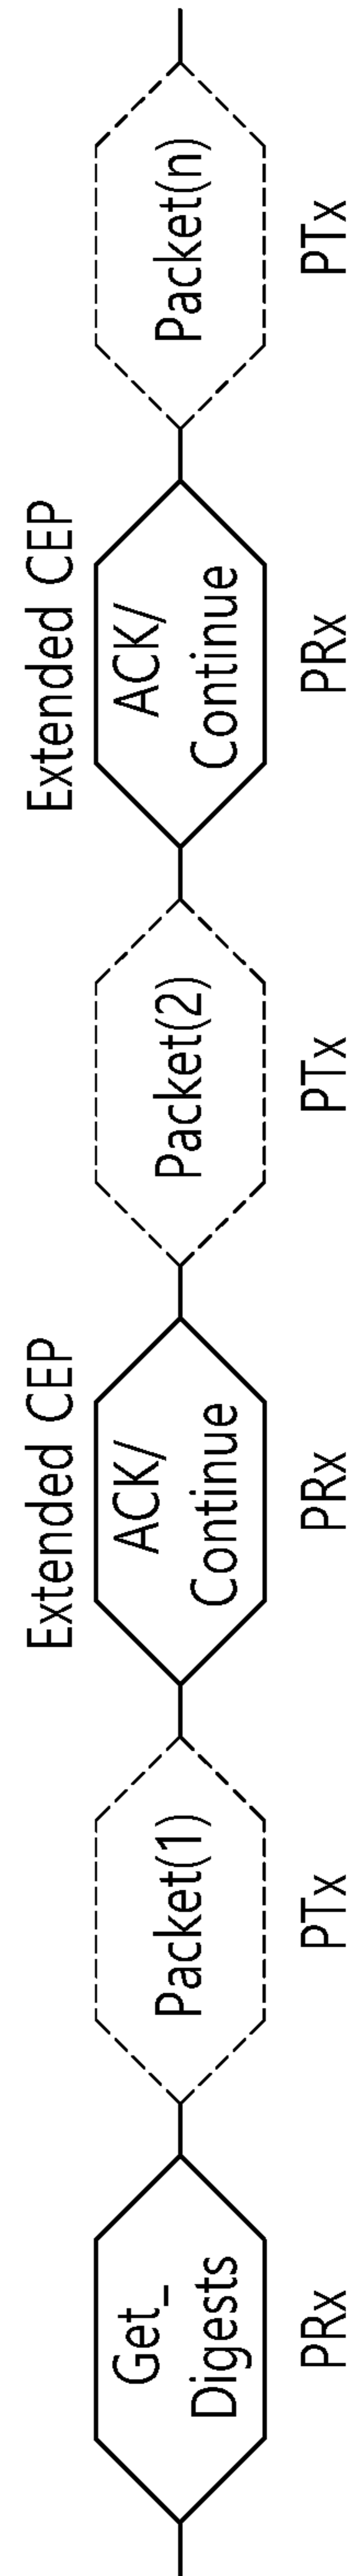 Extended CEP
Extended CEP
Get_
Digests
Packet(1)
ACK/
Continue
Packet(2)
ACK/
Continue
Packet(n)
PRx
PTx
PRx
PTx
PRx
PTx